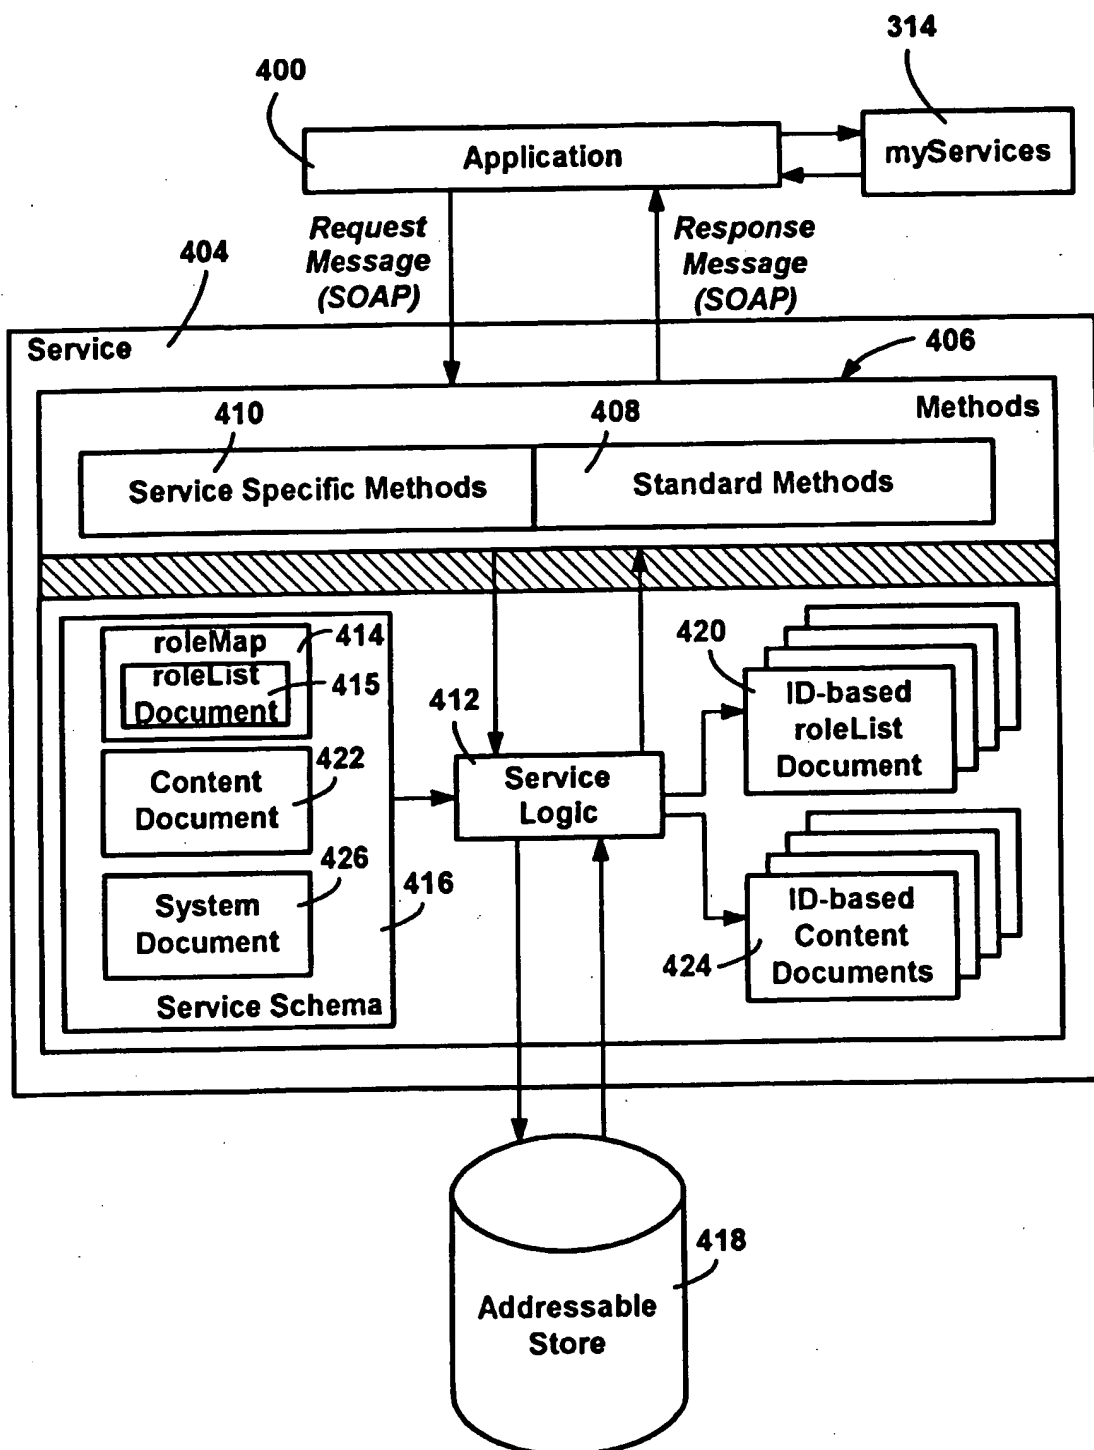 314
400
Application
myServices
Request
Message
(SOAP)
Response
Message
(SOAP)
404
Service
406
Methods
410
408
Service Specific Methods
Standard Methods
roleMap
414
roleList
Document
415
Content
Document
422
System
Document
426
416
Service Schema
412
Service
Logic
420
ID-based
roleList
Document
ID-based
Content
Documents
424
418
Addressable
Store